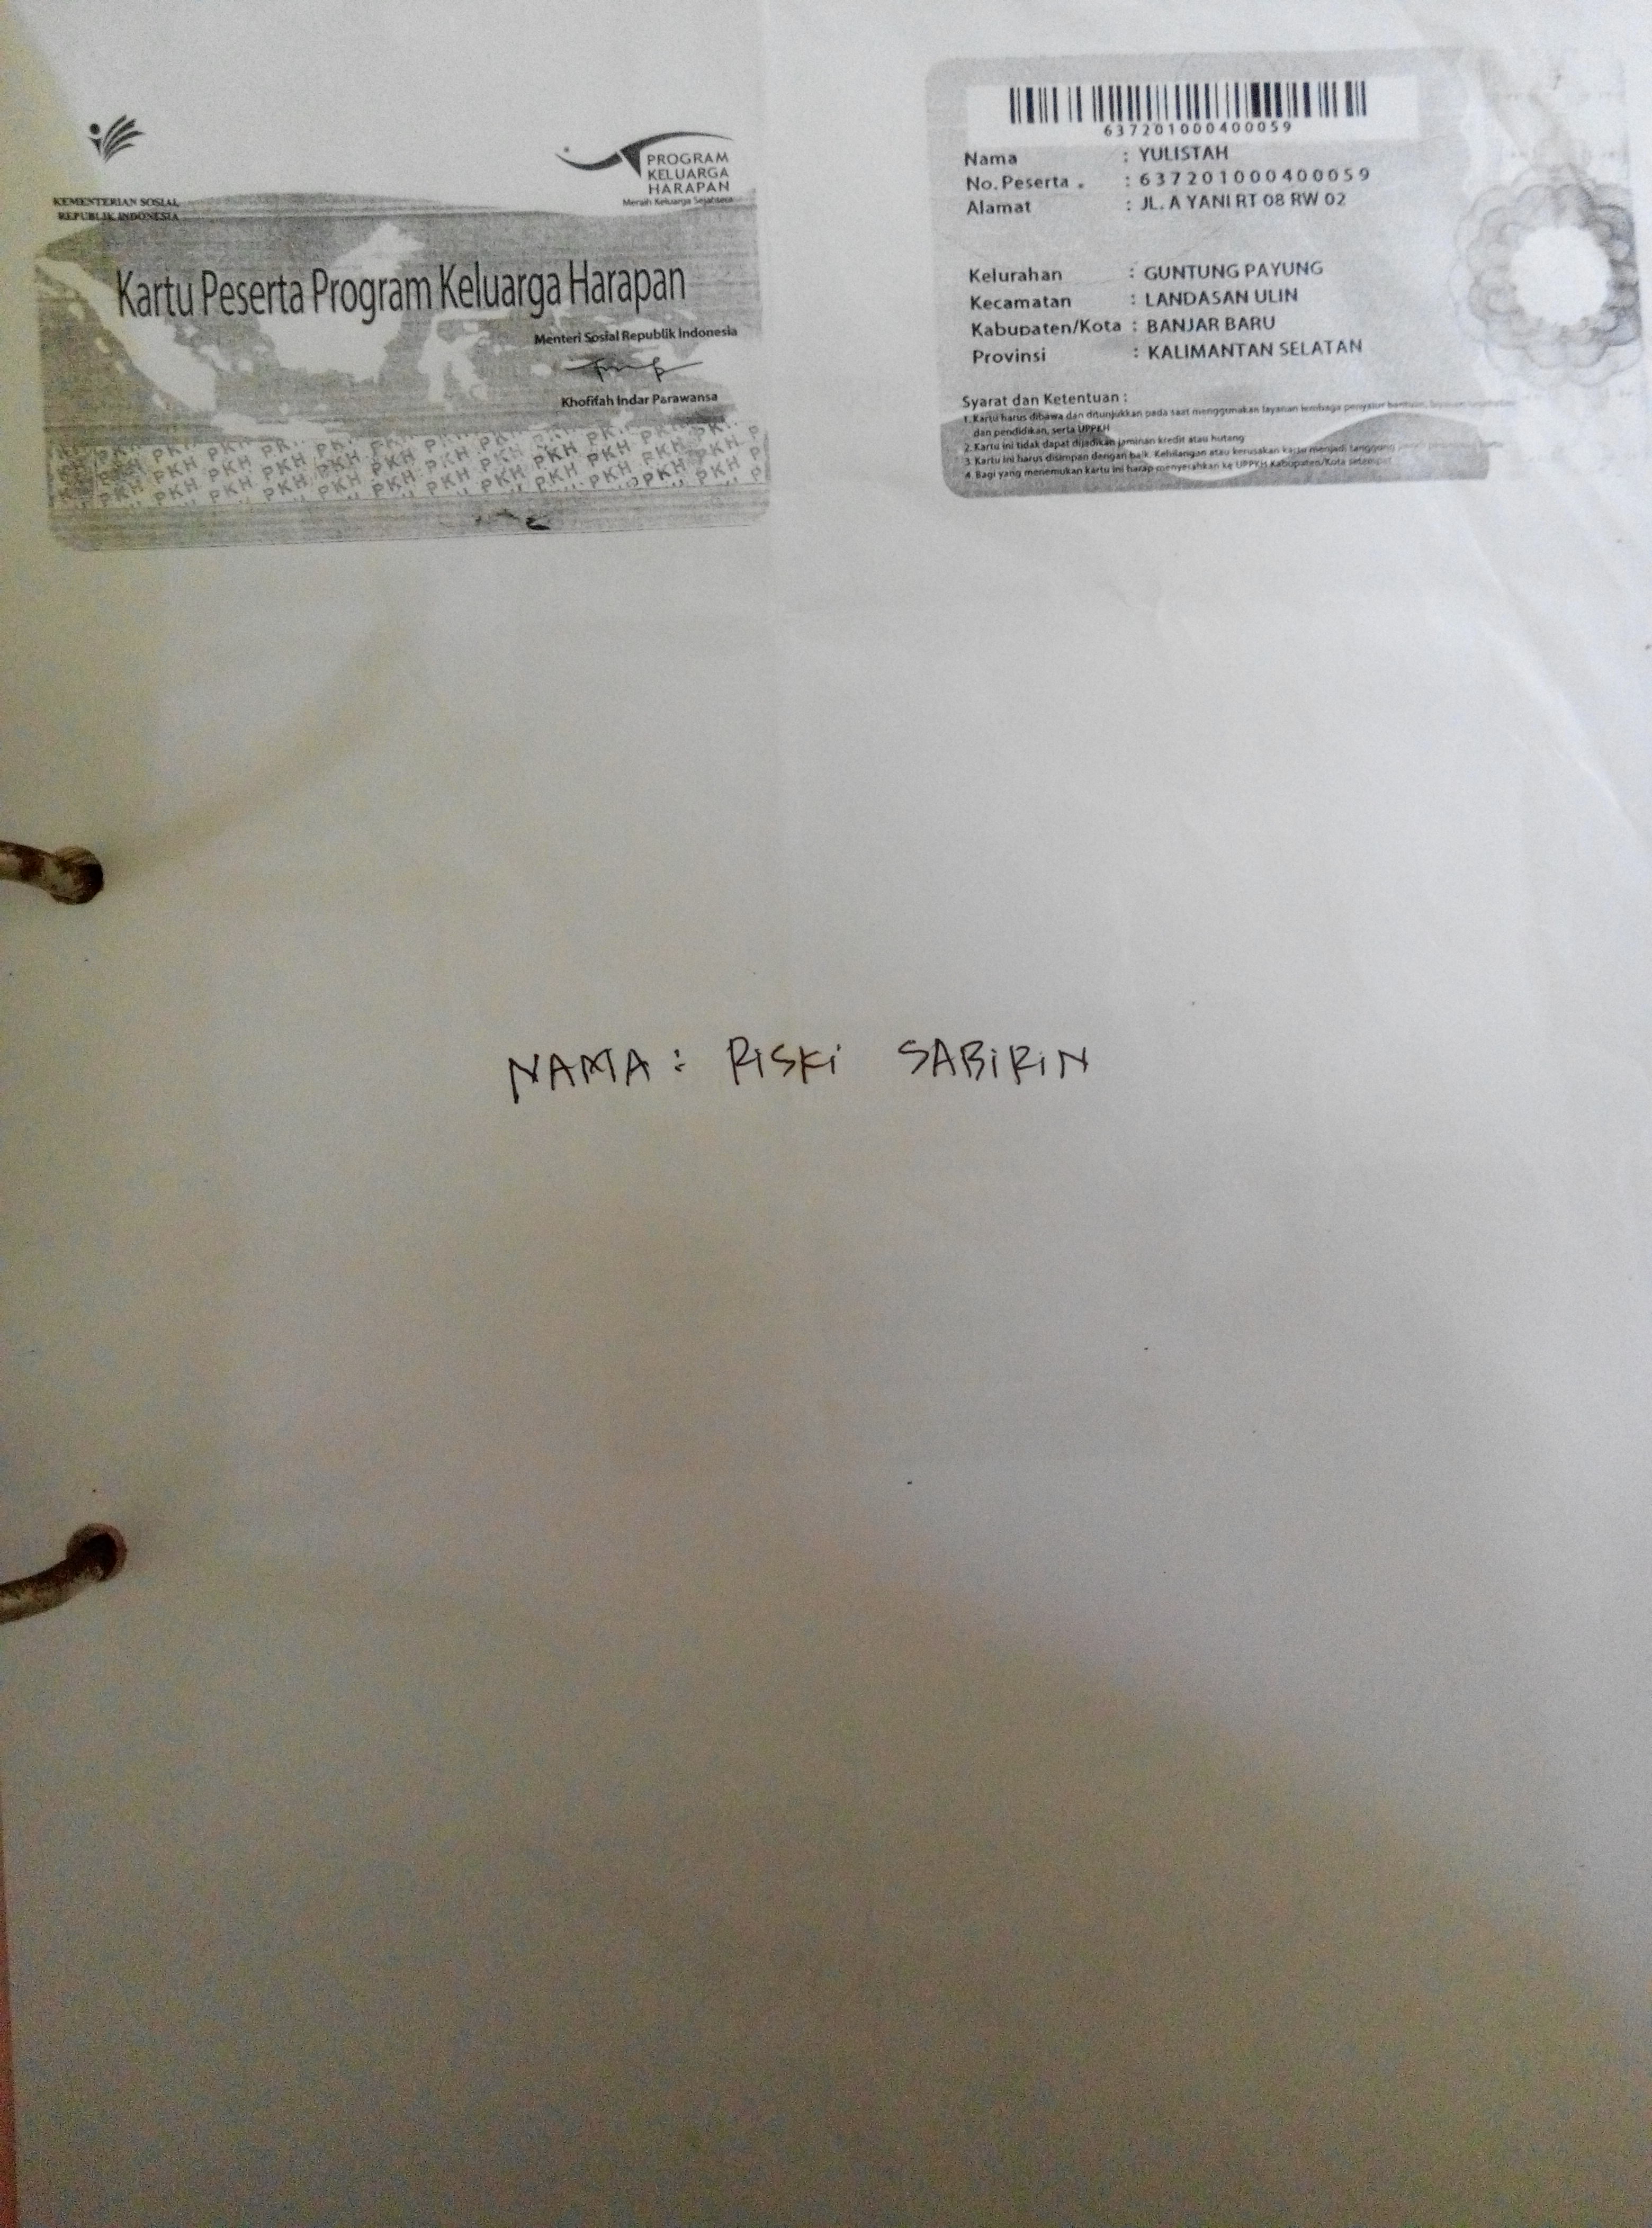 KEMENTERIAN SOSIAL
REPUBLIK INDONESIA
PROGRAM
KELUARGA
HARAPAN
Meraih Keluarga Sejahtera
Kartu Peserta Program Keluarga Harapan
Menteri Sosial Republik Indonesia
Khofifah Indar Parawansa
PKH PKH PKH PKH PKH PKH PKH PKH PKH PKH
637201000400059
Nama : YULISTAH
No. Peserta : 637201000400059
Alamat : JL. A YANI RT 08 RW 02
Kelurahan : GUNTUNG PAYUNG
Kecamatan : LANDASAN ULIN
Kabupaten/Kota : BANJAR BARU
Provinsi : KALIMANTAN SELATAN
Syarat dan Ketentuan :
1. Kartu harus dibawa dan ditunjukkan pada saat menggunakan layanan lembaga penyalur bantuan,
dan pendidikan, serta UPPKH
2. Kartu ini tidak dapat dijadikan jaminan kredit atau hutang
3. Kartu ini harus disimpan dengan baik. Kehilangan atau kerusakan kartu menjadi tanggung
4. Bagi yang menemukan kartu ini harap menyerahkan ke UPPKH Kabupaten/Kota setempat
NAMA : RISKI SABIRIN